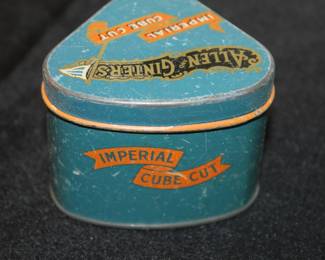 IMPERIAL
CUBE CUT
ALLEN & GINTER'S
IMPERIAL
CUBE CUT